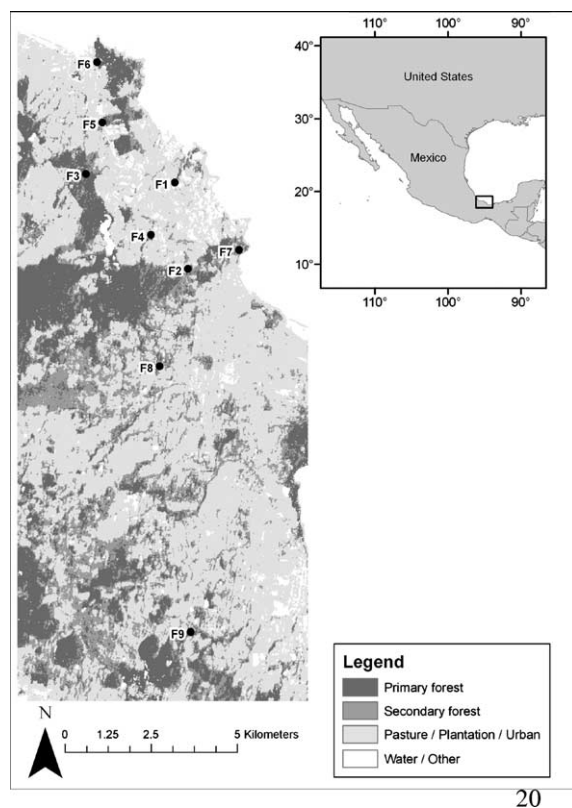 F6
F5
F3
F1
F4
F7
F2
F8
F9
N
0 1.25 2.5 5 Kilometers
110° 100° 90°
40°
30°
20°
10°
United States
Mexico
110° 100° 90°
Legend
Primary forest
Secondary forest
Pasture / Plantation / Urban
Water / Other
20